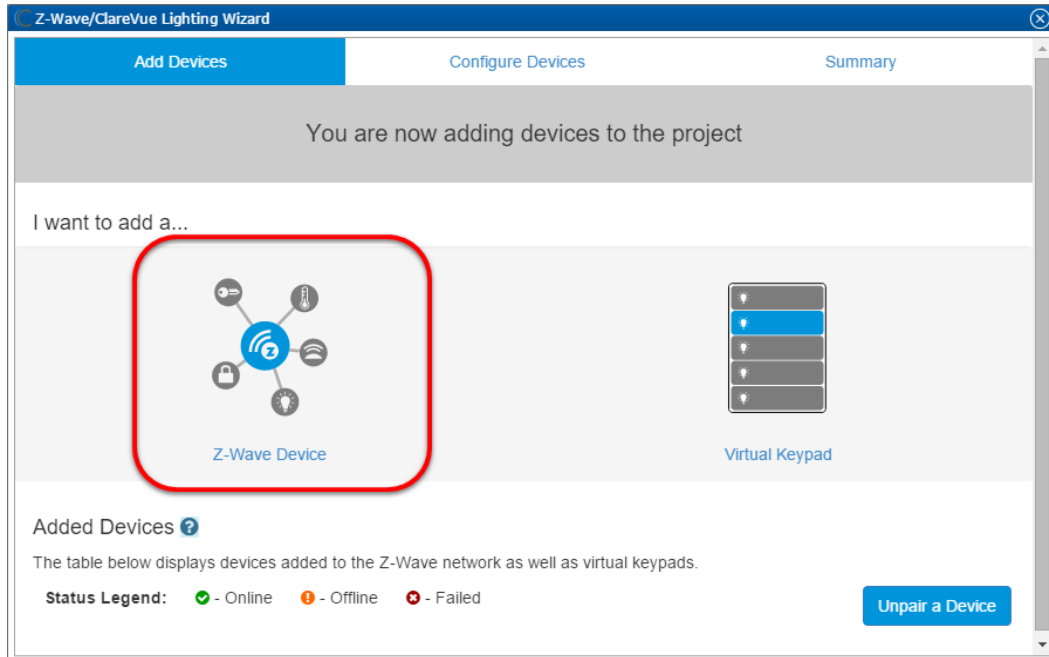 Z-Wave/ClareVue Lighting Wizard
Add Devices Configure Devices Summary
You are now adding devices to the project
I want to add a...
Z-Wave Device Virtual Keypad
Added Devices ?
The table below displays devices added to the Z-Wave network as well as virtual keypads.
Status Legend: - Online - Offline - Failed
Unpair a Device